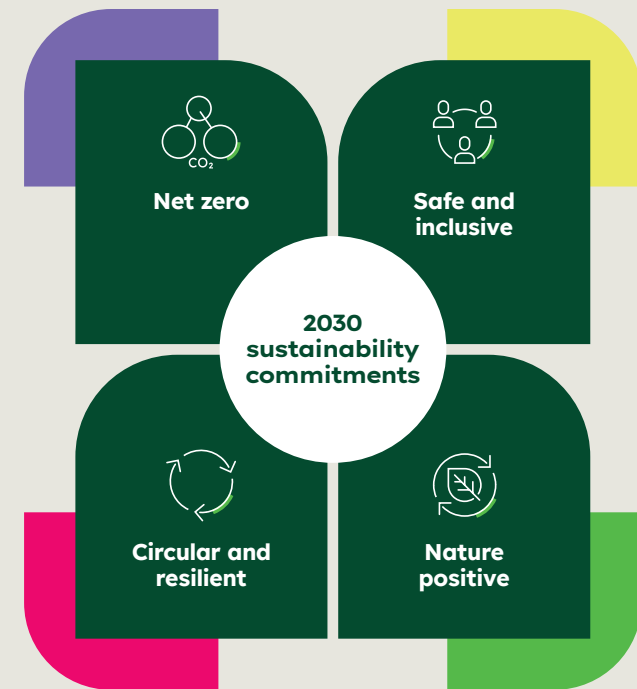 CO₂
Net zero
Safe and
inclusive
2030
sustainability
commitments
Circular and
resilient
Nature
positive